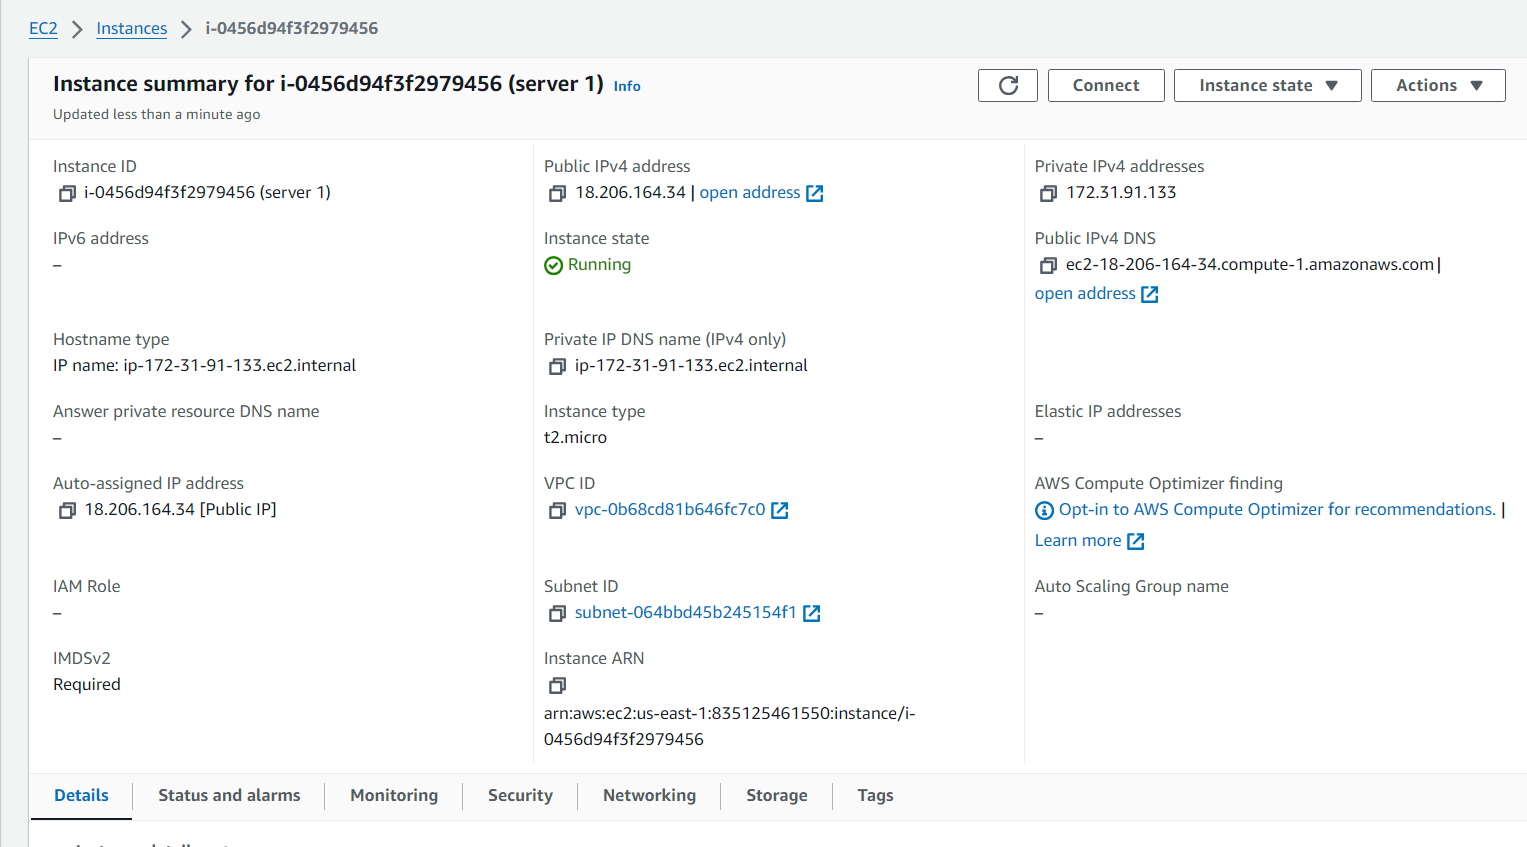 EC2 > Instances > i-0456d94f3f2979456
Instance summary for i-0456d94f3f2979456 (server 1) Info
Updated less than a minute ago
Connect
Instance state
Actions
Instance ID
i-0456d94f3f2979456 (server 1)
Public IPv4 address
18.206.164.34 | open address
Private IPv4 addresses
172.31.91.133
IPv6 address
–
Instance state
Running
Public IPv4 DNS
ec2-18-206-164-34.compute-1.amazonaws.com |
open address
Hostname type
IP name: ip-172-31-91-133.ec2.internal
Private IP DNS name (IPv4 only)
ip-172-31-91-133.ec2.internal
Answer private resource DNS name
–
Instance type
t2.micro
Elastic IP addresses
–
Auto-assigned IP address
18.206.164.34 [Public IP]
VPC ID
vpc-0b68cd81b646fc7c0
AWS Compute Optimizer finding
Opt-in to AWS Compute Optimizer for recommendations. |
Learn more
IAM Role
–
Subnet ID
subnet-064bbd45b245154f1
Auto Scaling Group name
–
IMDSv2
Required
Instance ARN
arn:aws:ec2:us-east-1:835125461550:instance/i-
0456d94f3f2979456
Details
Status and alarms
Monitoring
Security
Networking
Storage
Tags